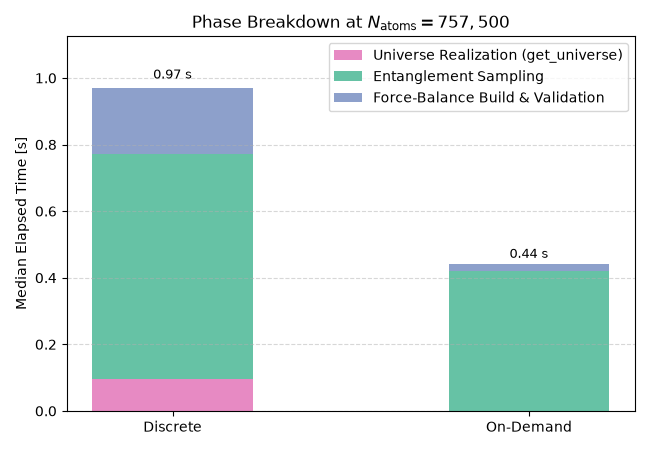 Phase Breakdown at N_atoms = 757,500
Universe Realization (get_universe)
Entanglement Sampling
Force-Balance Build & Validation
0.97 s
0.44 s
Median Elapsed Time [s]
1.0
0.8
0.6
0.4
0.2
0.0
Discrete
On-Demand